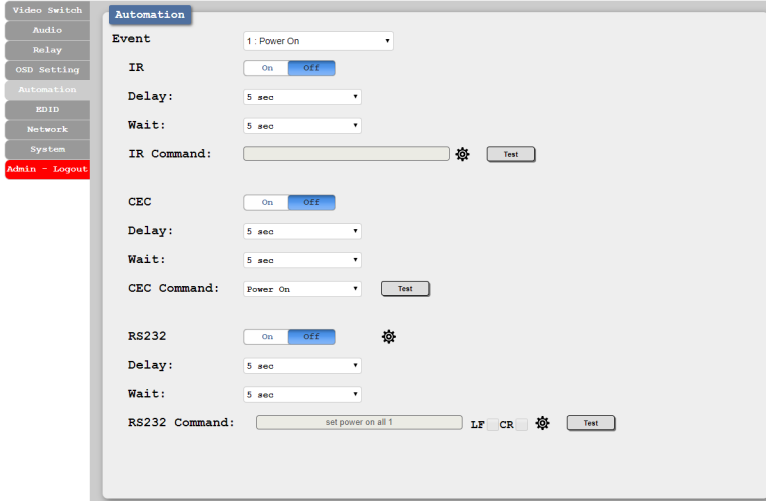 Video Switch
Audio
Relay
OSD Setting
Automation
EDID
Network
System
Admin - Logout
Automation
Event 1 : Power On
IR On Off
Delay: 5 sec
Wait: 5 sec
IR Command: Test
CEC On Off
Delay: 5 sec
Wait: 5 sec
CEC Command: Power On Test
RS232 On Off
Delay: 5 sec
Wait: 5 sec
RS232 Command: set power on all 1 LF CR Test